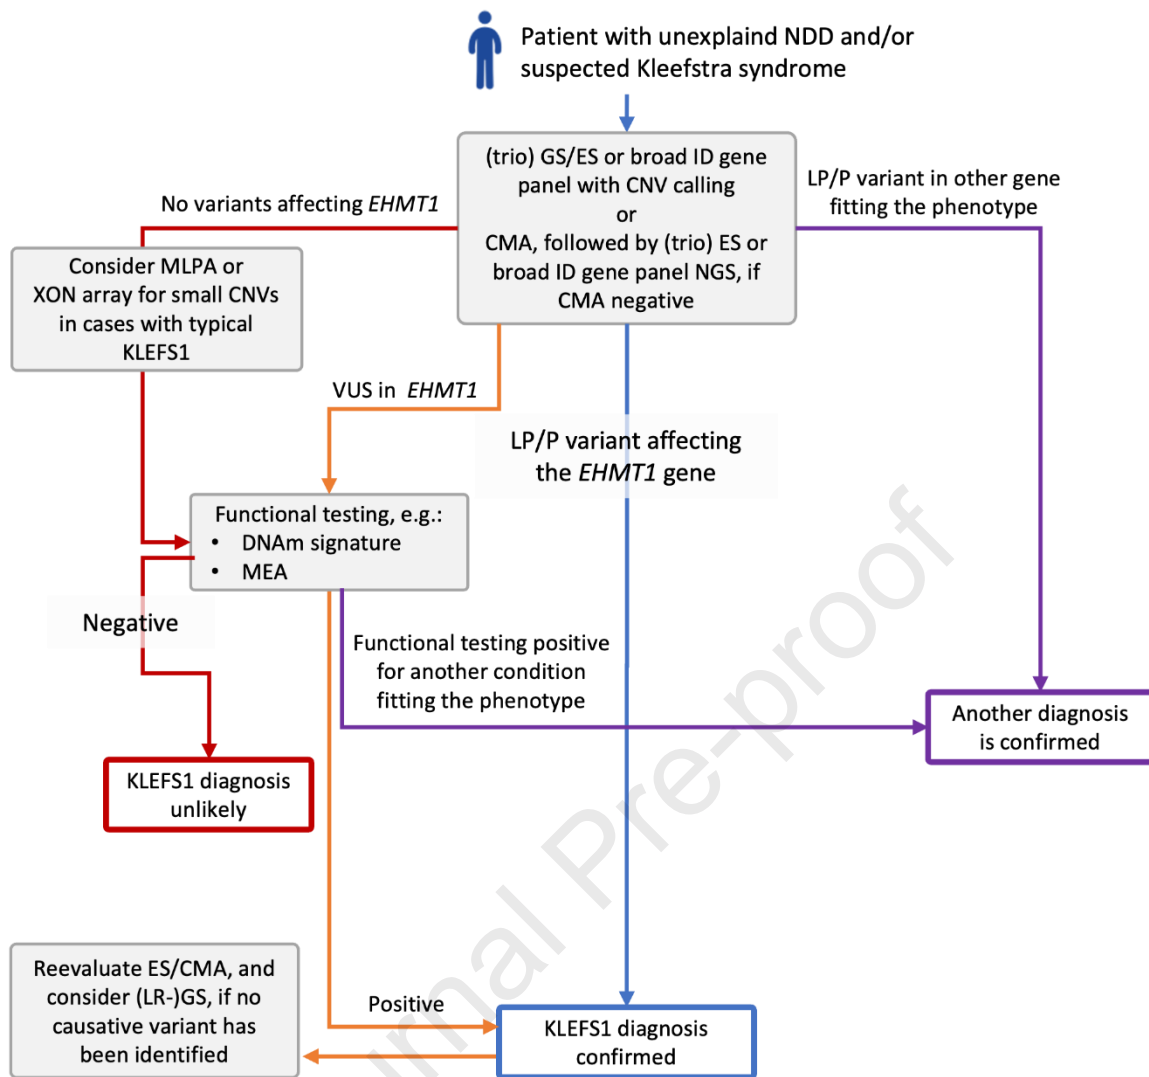 Patient with unexplaind NDD and/or
suspected Kleefstra syndrome
(trio) GS/ES or broad ID gene
panel with CNV calling
or
CMA, followed by (trio) ES or
broad ID gene panel NGS, if
CMA negative
No variants affecting EHMT1
LP/P variant in other gene
fitting the phenotype
Consider MLPA or
XON array for small CNVs
in cases with typical
KLEFS1
VUS in EHMT1
LP/P variant affecting
the EHMT1 gene
Functional testing, e.g.:
• DNAm signature
• MEA
Negative
Functional testing positive
for another condition
fitting the phenotype
Another diagnosis
is confirmed
KLEFS1 diagnosis
unlikely
Reevaluate ES/CMA, and
consider (LR-)GS, if no
causative variant has
been identified
Positive
KLEFS1 diagnosis
confirmed
urnal Pre-proof